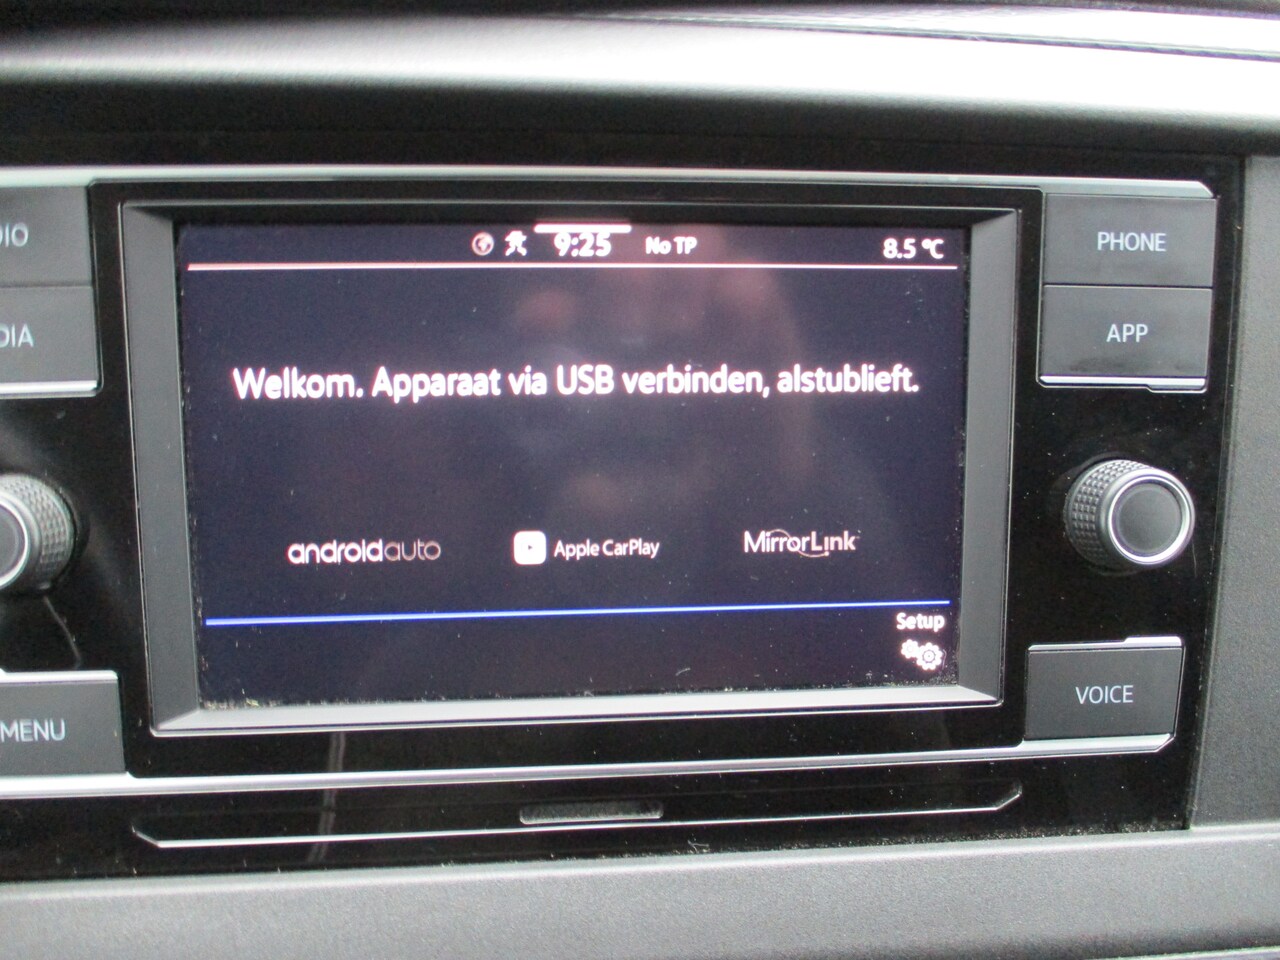 9:25 No TP 8.5 °C
PHONE
DIA
APP
Welkom. Apparaat via USB verbinden, alstublieft.
androidauto Apple CarPlay MirrorLink
Setup
MENU
VOICE